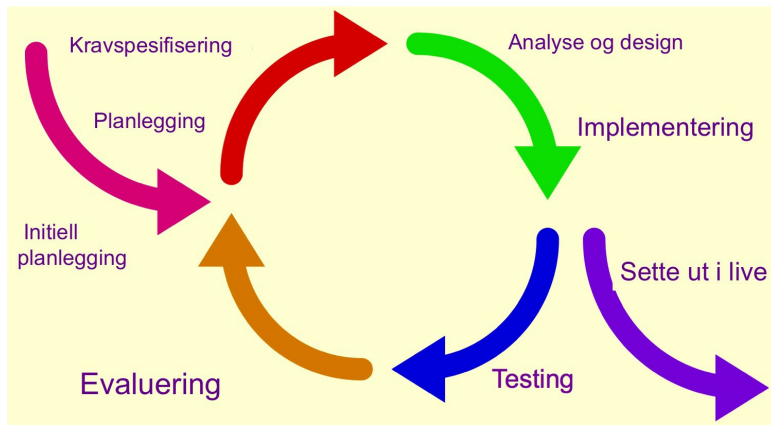 Kravspesifisering
Analyse og design
Planlegging
Implementering
Initiell
planlegging
Sette ut i live
Evaluering
Testing